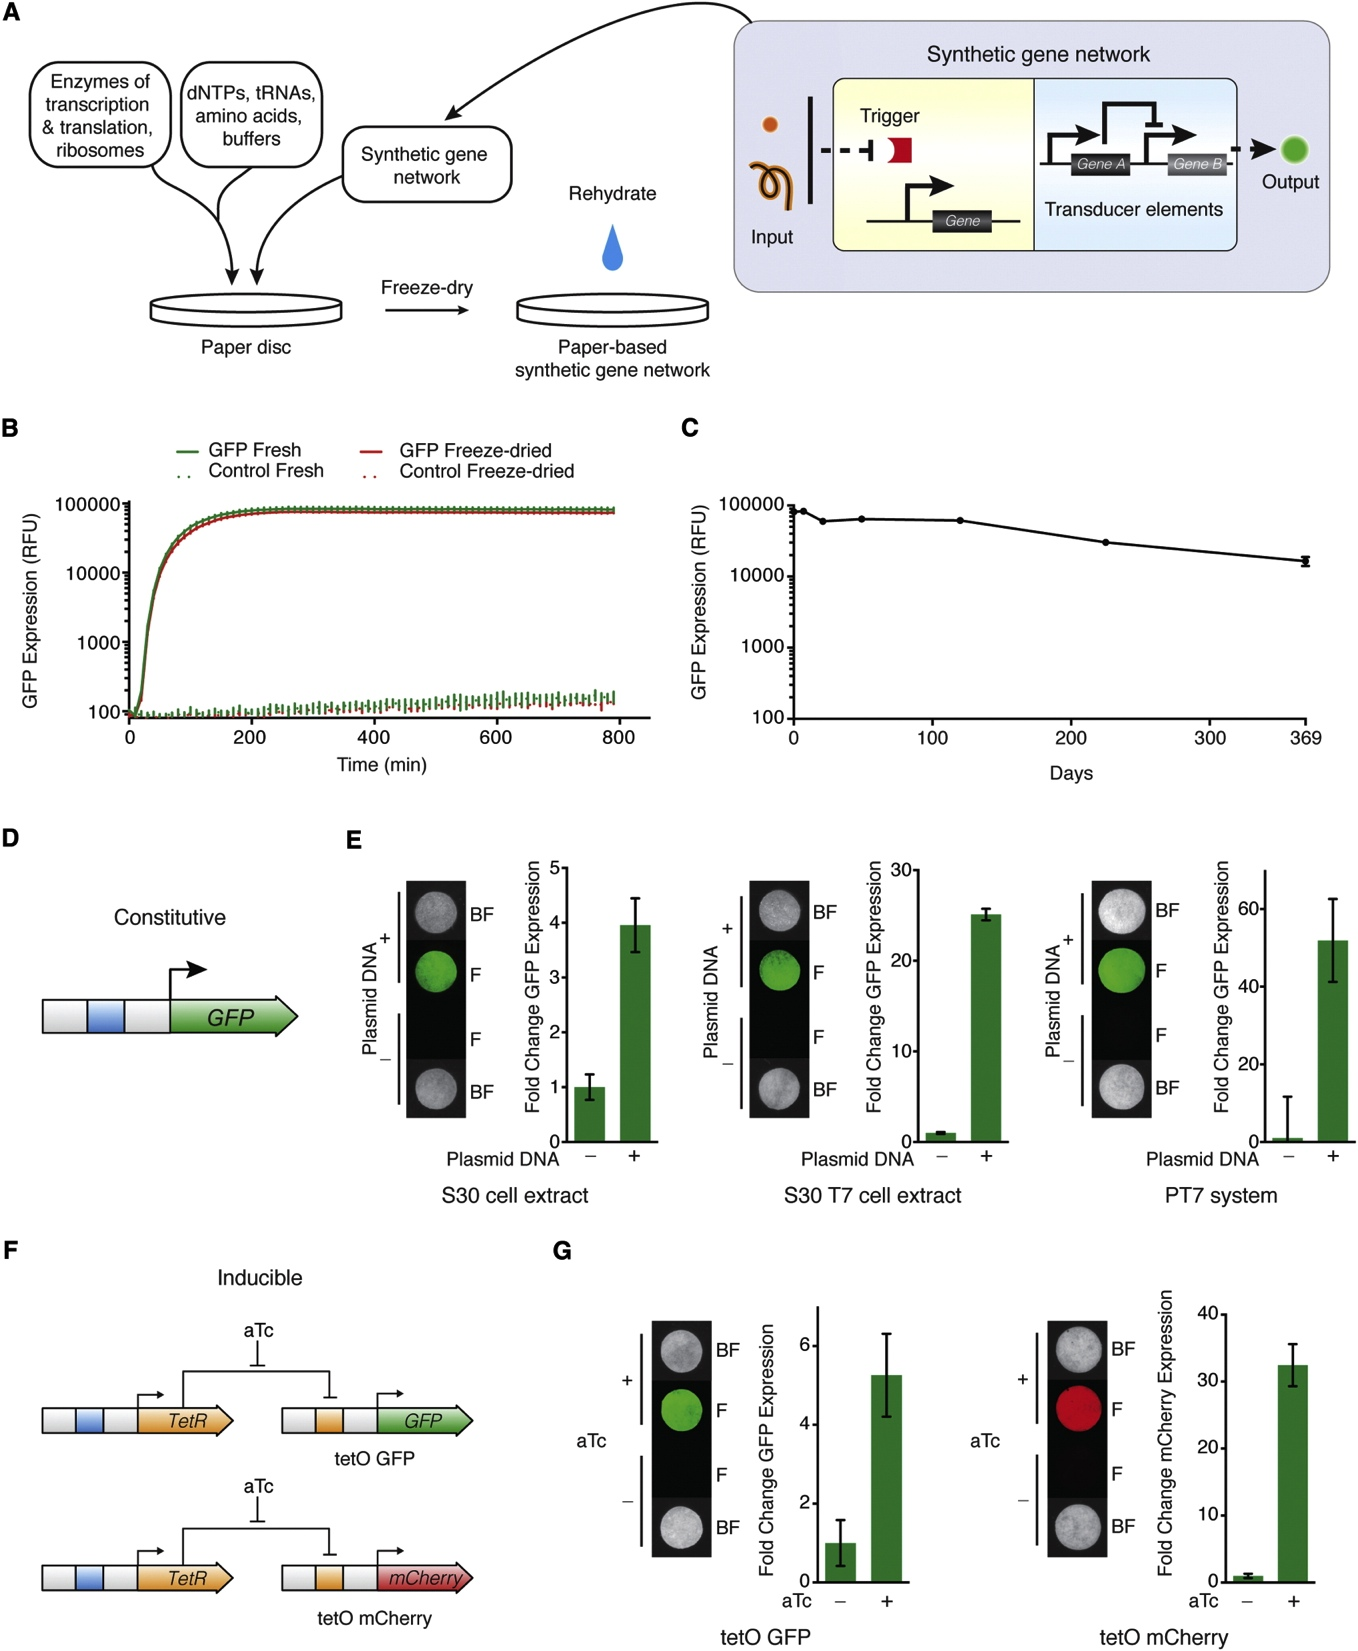 A
Enzymes of
transcription
& translation,
ribosomes
dNTPs, tRNAs,
amino acids,
buffers
Synthetic gene
network
Rehydrate
Freeze-dry
Paper disc
Paper-based
synthetic gene network
Synthetic gene network
Trigger
Gene
Gene A
Gene B
Transducer elements
Input
Output
B
GFP Fresh
Control Fresh
GFP Freeze-dried
Control Freeze-dried
GFP Expression (RFU)
100000
10000
1000
100
0
200
400
600
800
Time (min)
C
GFP Expression (RFU)
100000
10000
1000
100
0
100
200
300
369
Days
D
Constitutive
GFP
E
Plasmid DNA
+
−
BF
F
F
BF
Fold Change GFP Expression
5
4
3
2
1
0
Plasmid DNA − +
S30 cell extract
Plasmid DNA
+
−
BF
F
F
BF
Fold Change GFP Expression
30
20
10
0
Plasmid DNA − +
S30 T7 cell extract
Plasmid DNA
+
−
BF
F
F
BF
Fold Change GFP Expression
60
40
20
0
Plasmid DNA − +
PT7 system
F
Inducible
aTc
TetR
GFP
tetO GFP
aTc
TetR
mCherry
tetO mCherry
G
aTc
+
−
BF
F
F
BF
Fold Change GFP Expression
6
4
2
0
aTc − +
tetO GFP
aTc
+
−
BF
F
F
BF
Fold Change mCherry Expression
40
30
20
10
0
aTc − +
tetO mCherry